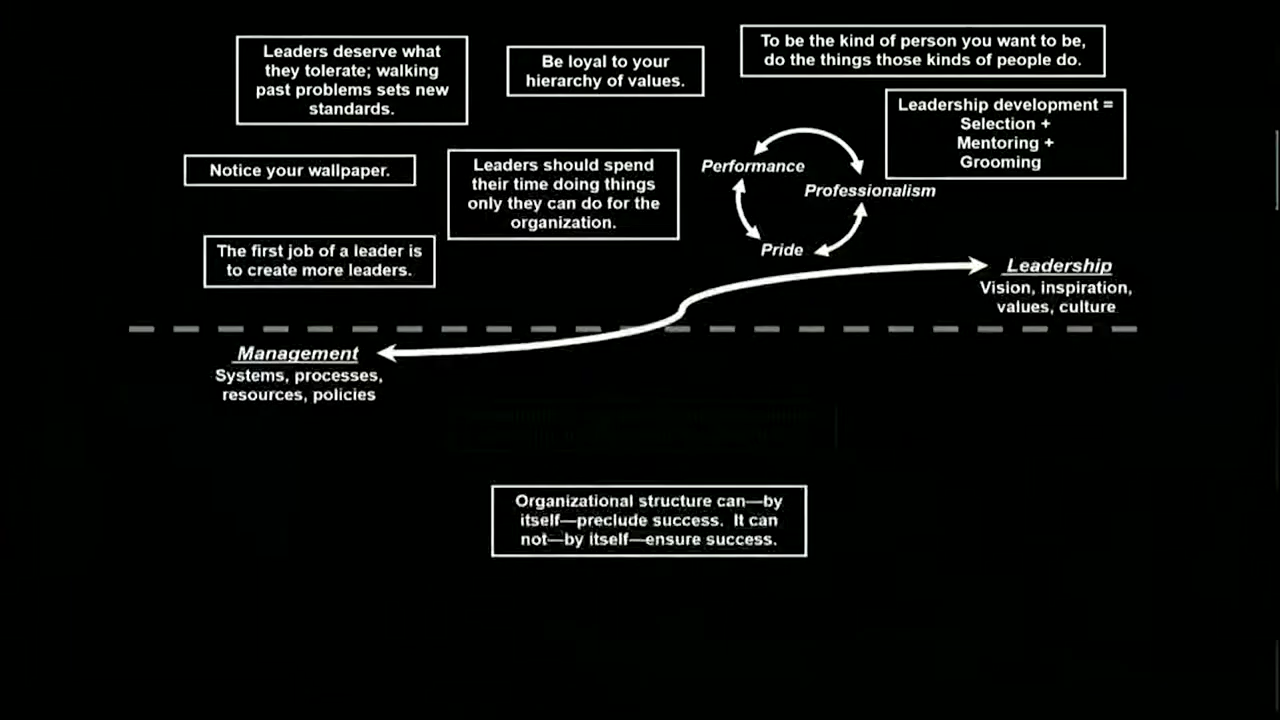 Leaders deserve what
they tolerate; walking
past problems sets new
standards.
Be loyal to your
hierarchy of values.
To be the kind of person you want to be,
do the things those kinds of people do.
Leadership development =
Selection +
Mentoring +
Grooming
Notice your wallpaper.
Leaders should spend
their time doing things
only they can do for the
organization.
Performance
Professionalism
Pride
The first job of a leader is
to create more leaders.
Leadership
Vision, inspiration,
values, culture
Management
Systems, processes,
resources, policies
Organizational structure can—by
itself—preclude success.  It can
not—by itself—ensure success.